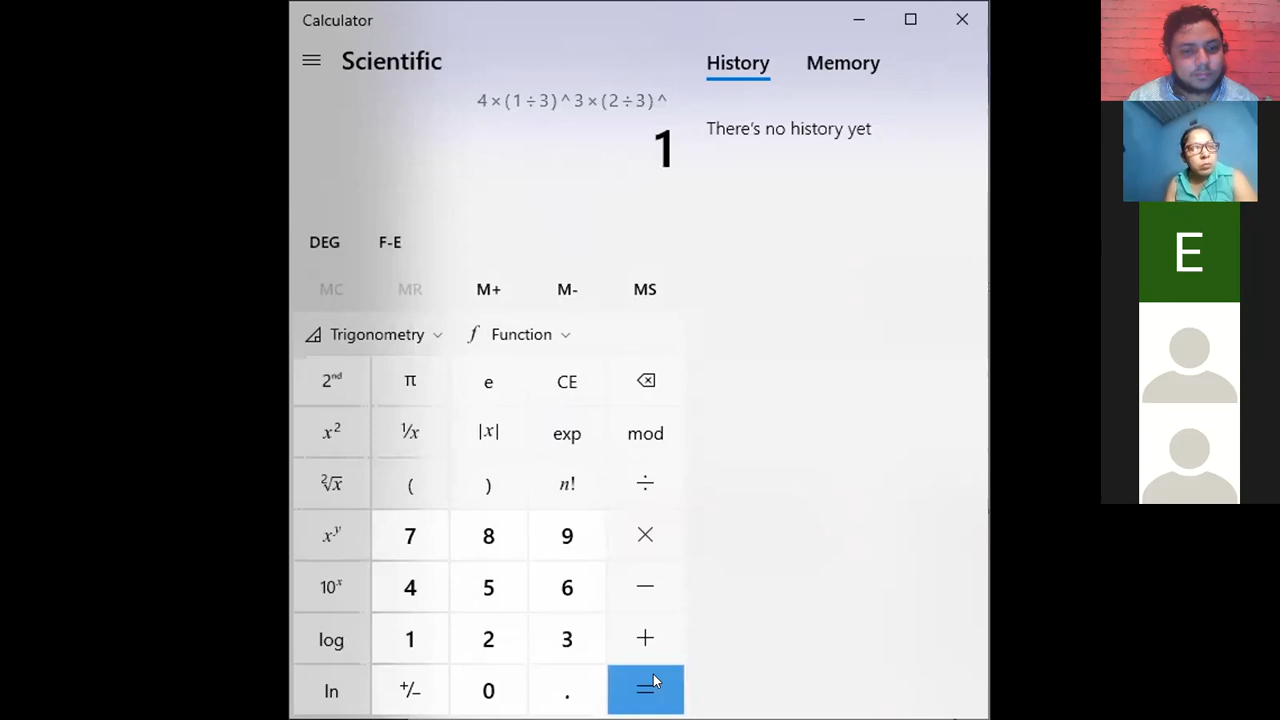 Calculator
Scientific
History
Memory
4 × (1 ÷ 3) ^ 3 × (2 ÷ 3) ^
There's no history yet
1
DEG
F-E
MC
MR
M+
M-
MS
Trigonometry
f Function
2nd
π
e
CE
x²
¹/x
|x|
exp
mod
²√x
(
)
n!
÷
xʸ
7
8
9
×
10ˣ
4
5
6
−
log
1
2
3
+
ln
+/−
0
.
=
E